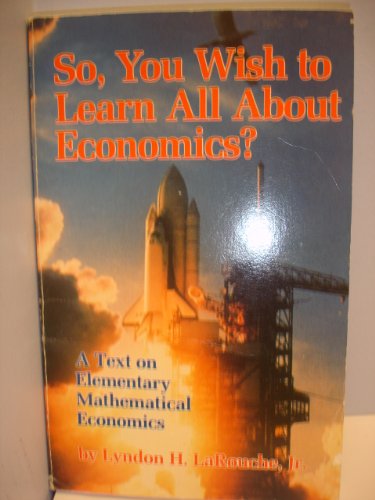 So, You Wish to
Learn All About
Economics?
A Text on
Elementary
Mathematical
Economics
by Lyndon H. LaRouche, Jr.